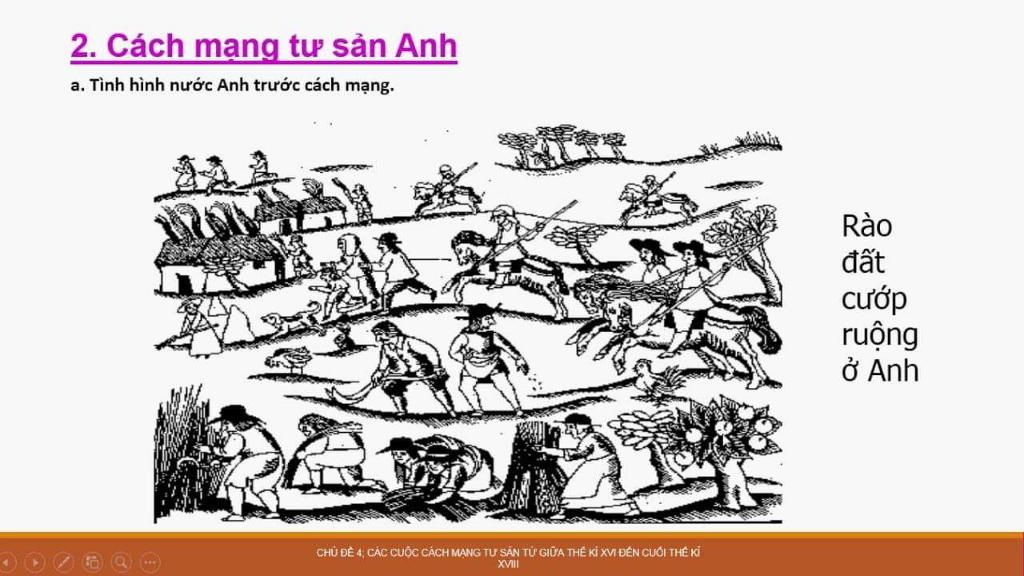 2. Cách mạng tư sản Anh
a. Tình hình nước Anh trước cách mạng.
Rào
đất
cướp
ruộng
ở Anh
CHỦ ĐỀ 4; CÁC CUỘC CÁCH MẠNG TƯ SẢN TỪ GIỮA THẾ KỈ XVI ĐẾN CUỐI THẾ KỈ
XVIII